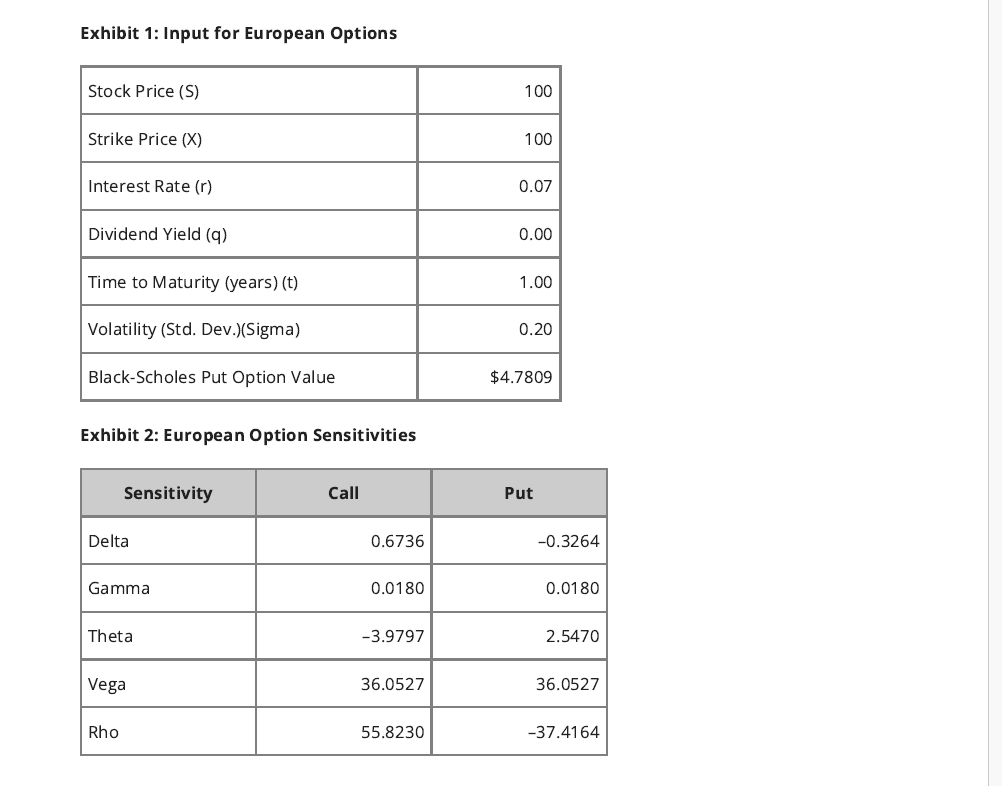 Exhibit 1: Input for European Options
Stock Price (S) 100
Strike Price (X) 100
Interest Rate (r) 0.07
Dividend Yield (q) 0.00
Time to Maturity (years) (t) 1.00
Volatility (Std. Dev.)(Sigma) 0.20
Black-Scholes Put Option Value $4.7809
Exhibit 2: European Option Sensitivities
Sensitivity Call Put
Delta 0.6736 –0.3264
Gamma 0.0180 0.0180
Theta –3.9797 2.5470
Vega 36.0527 36.0527
Rho 55.8230 –37.4164